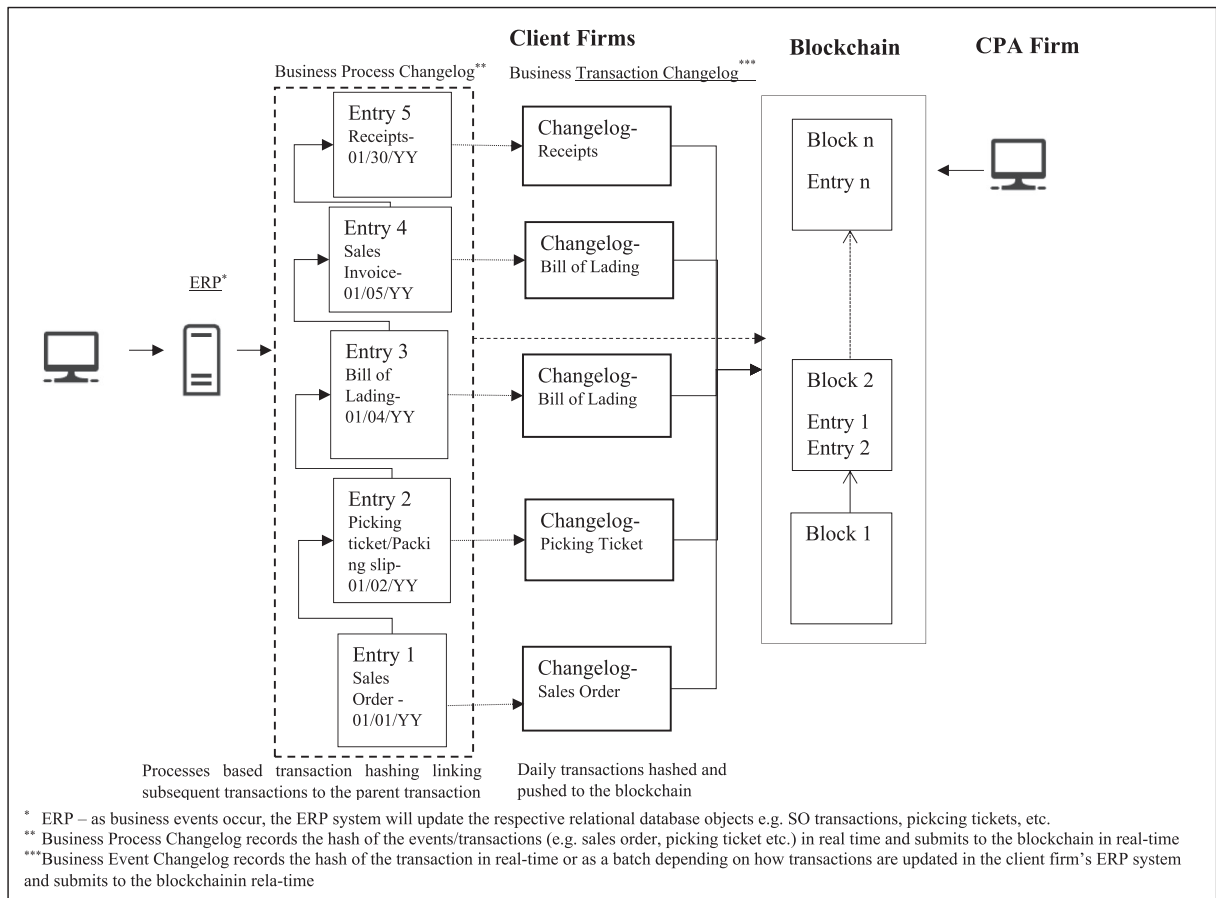 Client Firms
Blockchain
CPA Firm
Business Process Changelog**
Business Transaction Changelog***
Entry 5
Receipts-
01/30/YY
Changelog-
Receipts
Block n
Entry n
Entry 4
Sales
Invoice-
01/05/YY
Changelog-
Bill of Lading
ERP*
Entry 3
Bill of
Lading-
01/04/YY
Changelog-
Bill of Lading
Block 2
Entry 1
Entry 2
Entry 2
Picking
ticket/Packi
ng slip-
01/02/YY
Changelog-
Picking Ticket
Block 1
Entry 1
Sales
Order -
01/01/YY
Changelog-
Sales Order
Processes based transaction hashing linking
subsequent transactions to the parent transaction
Daily transactions hashed and
pushed to the blockchain
* ERP – as business events occur, the ERP system will update the respective relational database objects e.g. SO transactions, pickcing tickets, etc.
** Business Process Changelog records the hash of the events/transactions (e.g. sales order, picking ticket etc.) in real time and submits to the blockchain in real-time
***Business Event Changelog records the hash of the transaction in real-time or as a batch depending on how transactions are updated in the client firm's ERP system
and submits to the blockchainin rela-time